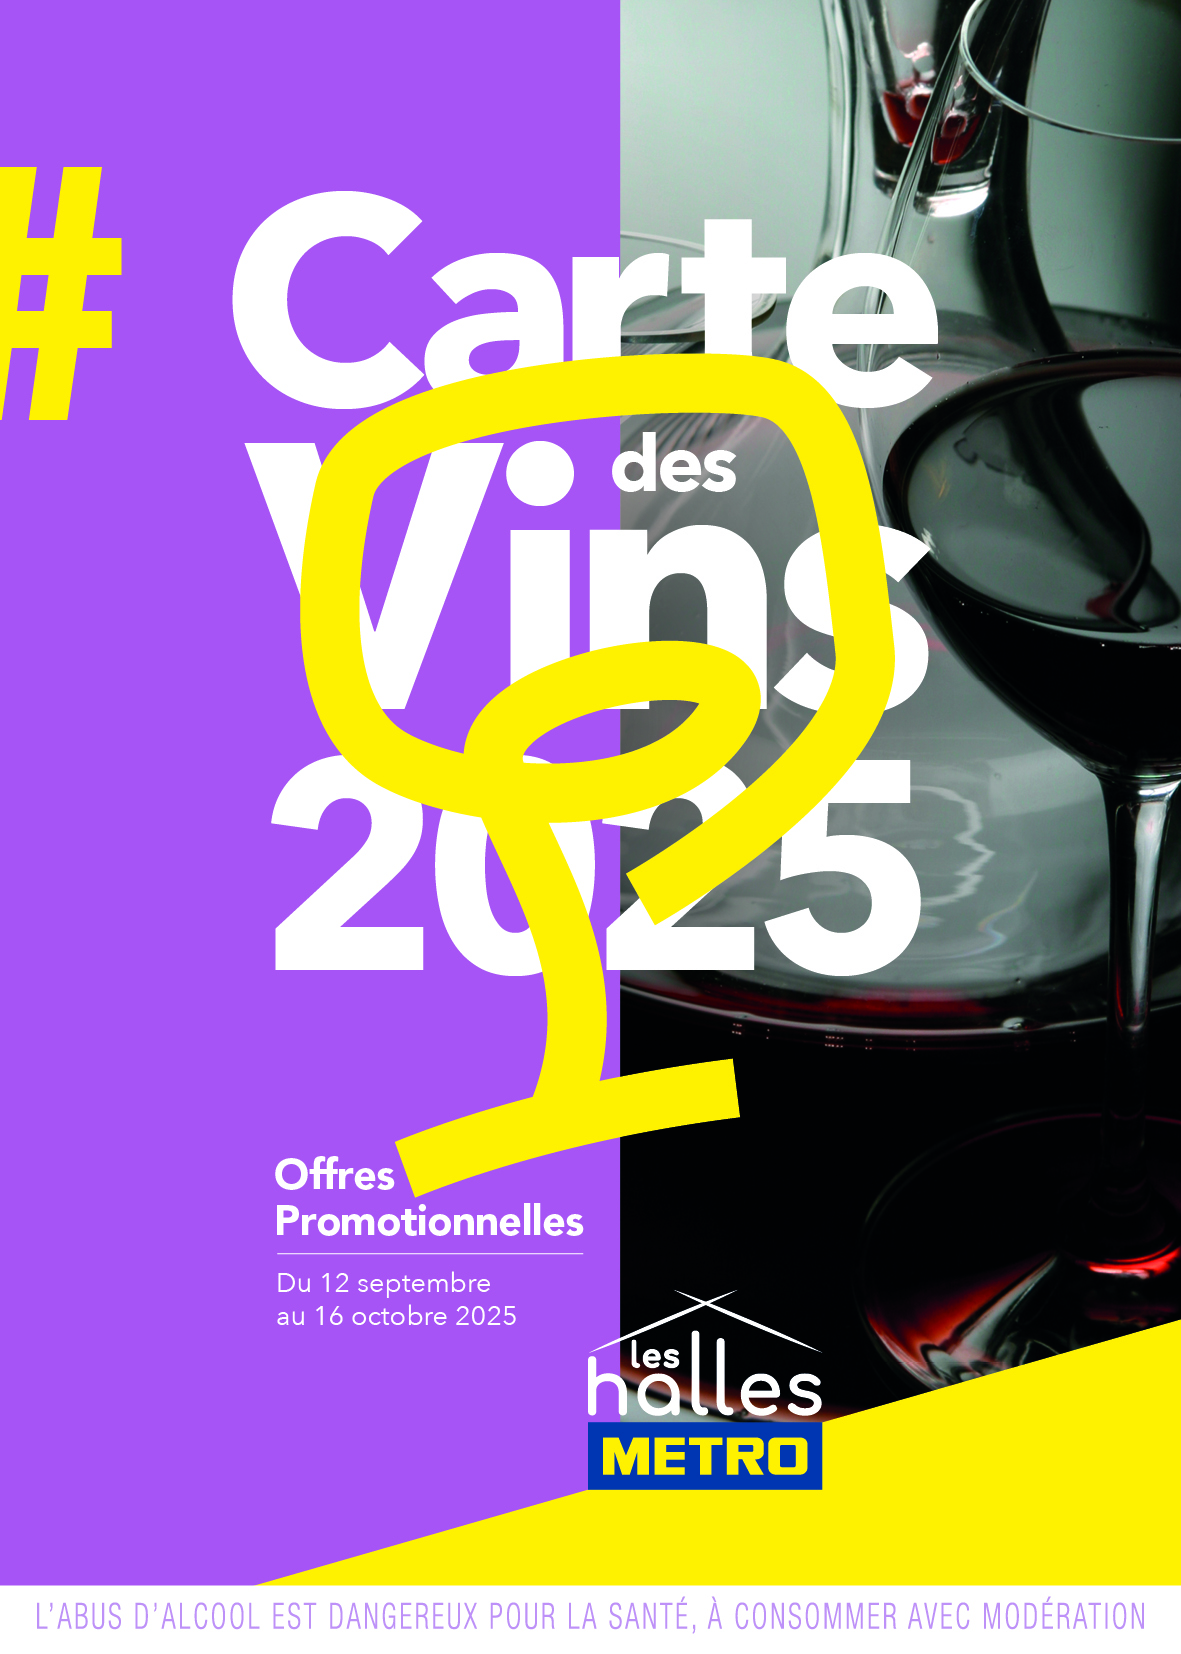 #
Carte
des
Vins
2025
Offres
Promotionnelles
Du 12 septembre
au 16 octobre 2025
les
halles
METRO
L'ABUS D'ALCOOL EST DANGEREUX POUR LA SANTÉ, À CONSOMMER AVEC MODÉRATION